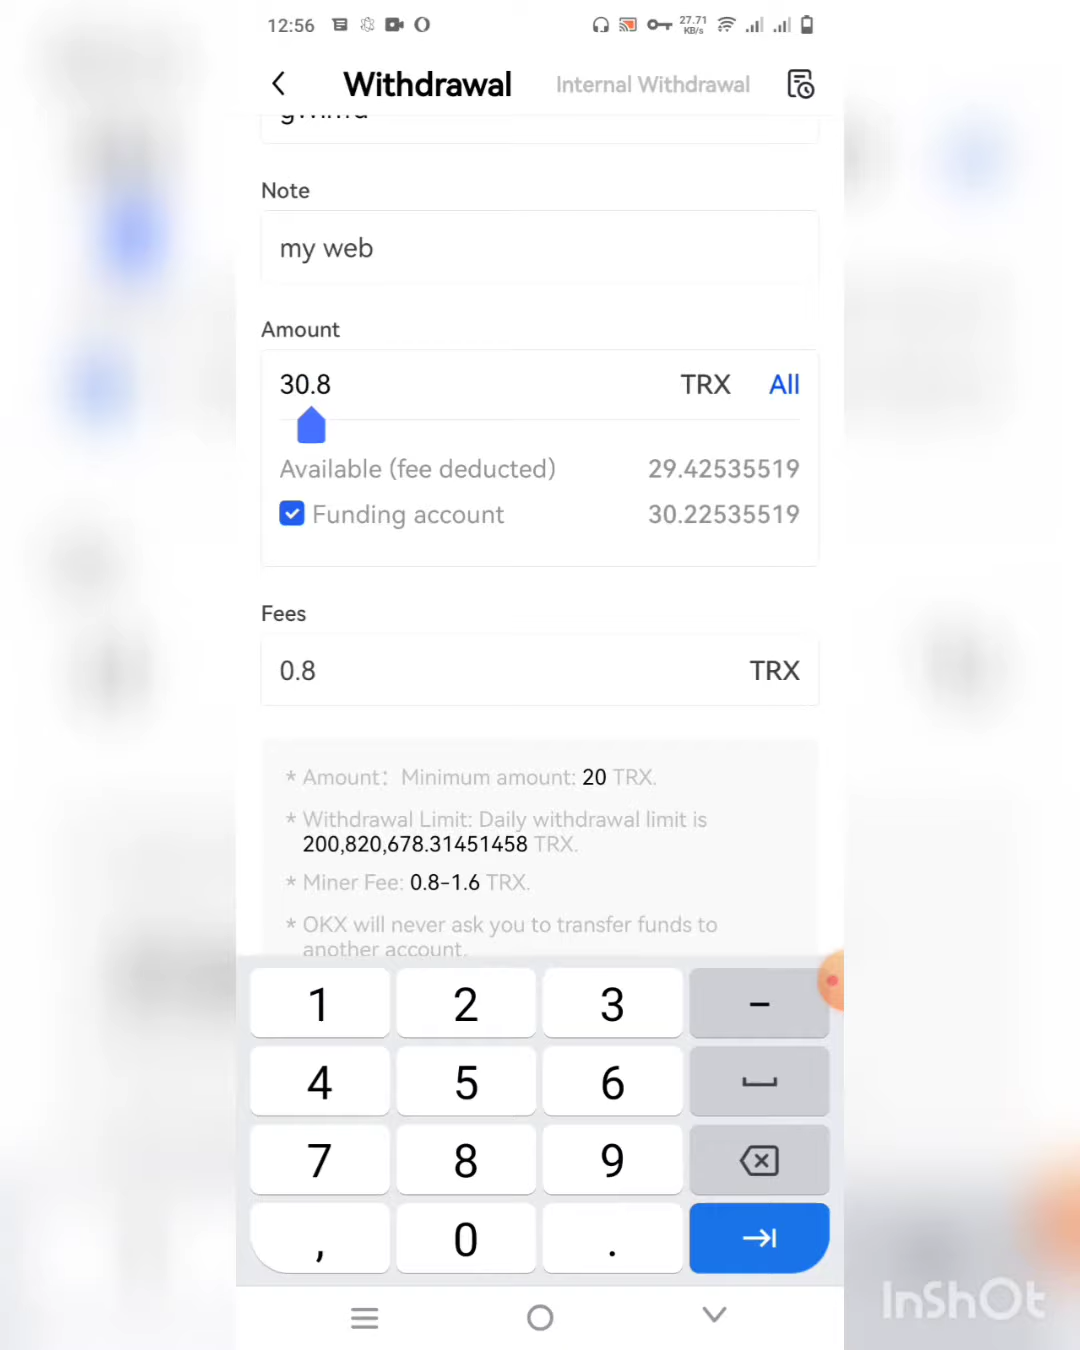 12:56
27.71
KB/s
Withdrawal Internal Withdrawal
Note
my web
Amount
30.8 TRX All
Available (fee deducted) 29.42535519
Funding account 30.22535519
Fees
0.8 TRX
* Amount: Minimum amount: 20 TRX.
* Withdrawal Limit: Daily withdrawal limit is
200,820,678.31451458 TRX.
* Miner Fee: 0.8-1.6 TRX.
* OKX will never ask you to transfer funds to
another account.
1 2 3 –
4 5 6
7 8 9
, 0 .
InShOt